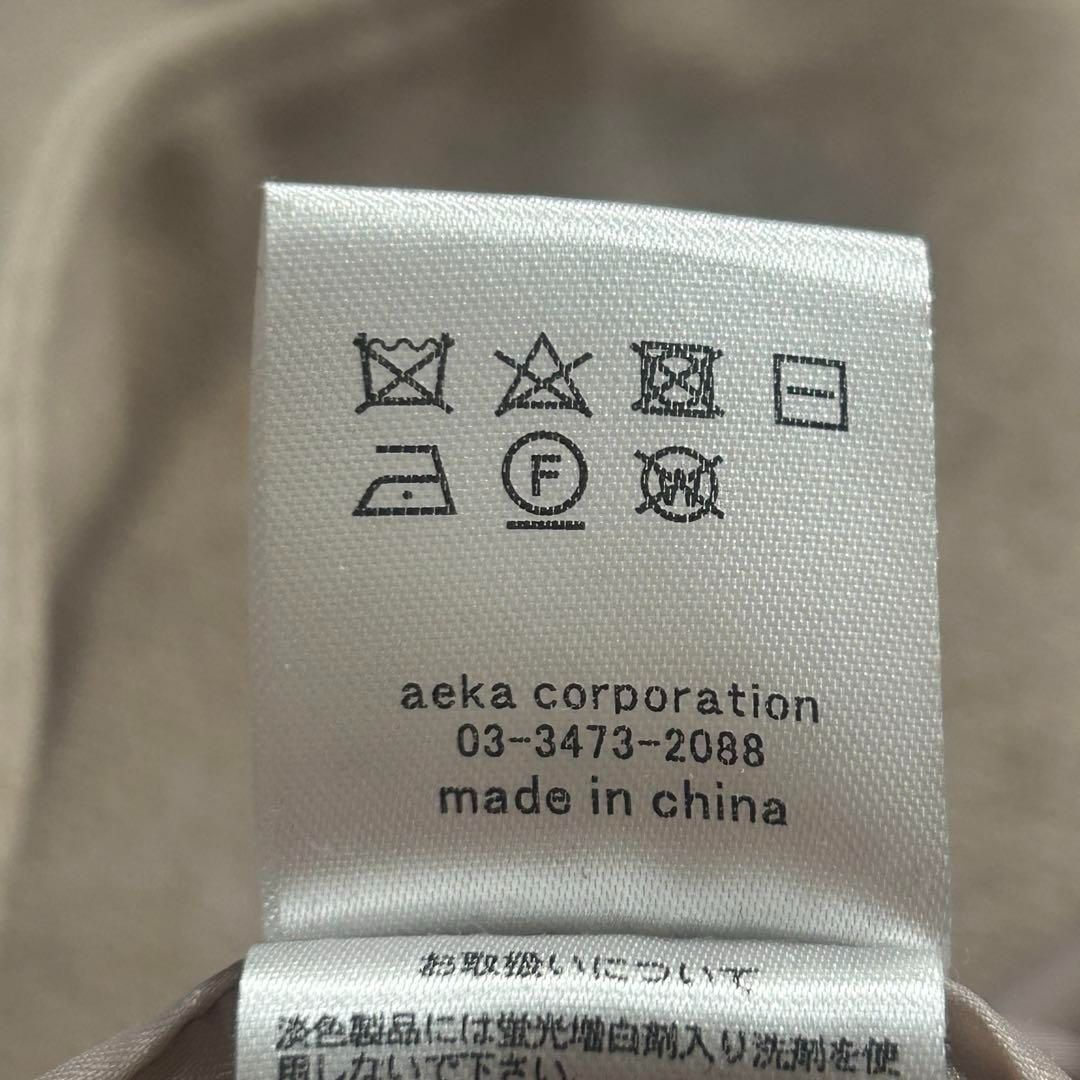 F W
aeka corporation
03-3473-2088
made in china
お取扱いについて
淡色製品には蛍光増白剤入り洗剤を使
用しないで下さい。